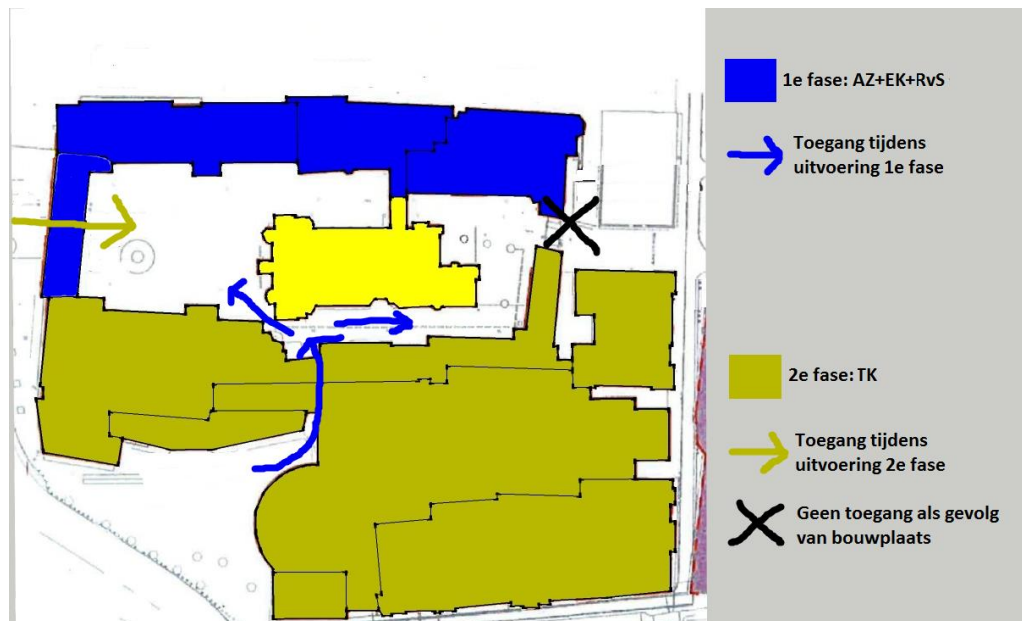 1e fase: AZ+EK+RvS
Toegang tijdens
uitvoering 1e fase
2e fase: TK
Toegang tijdens
uitvoering 2e fase
Geen toegang als gevolg
van bouwplaats